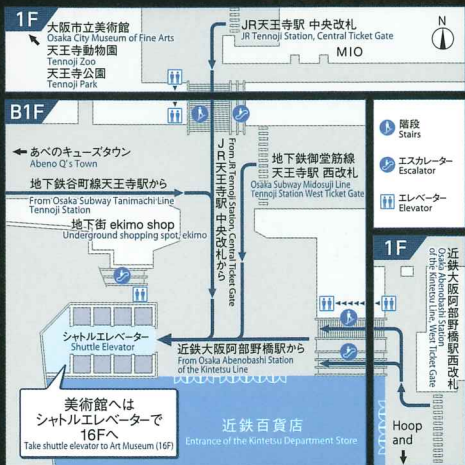 1F
大阪市立美術館
Osaka City Museum of Fine Arts
天王寺動物園
Tennoji Zoo
天王寺公園
Tennoji Park
JR天王寺駅 中央改札
JR Tennoji Station, Central Ticket Gate
MIO
N
B1F
あべのキューズタウン
Abeno Q's Town
地下鉄谷町線天王寺駅から
From Osaka Subway Tanimachi Line
Tennoji Station
地下街 ekimo shop
Underground shopping spot, ekimo
JR天王寺駅 中央改札から
From JR Tennoji Station, Central Ticket Gate
地下鉄御堂筋線
天王寺駅 西改札
Osaka Subway Midosuji Line
Tennoji Station West Ticket Gate
階段
Stairs
エスカレーター
Escalator
エレベーター
Elevator
シャトルエレベーター
Shuttle Elevator
近鉄大阪阿部野橋駅から
From Osaka Abenobashi Station
of the Kintetsu Line
美術館へは
シャトルエレベーターで
16Fへ
Take shuttle elevator to Art Museum (16F)
近鉄百貨店
Entrance of the Kintetsu Department Store
1F
近鉄大阪阿部野橋駅西改札
Osaka Abenobashi Station
of the Kintetsu Line, West Ticket Gate
Hoop
and